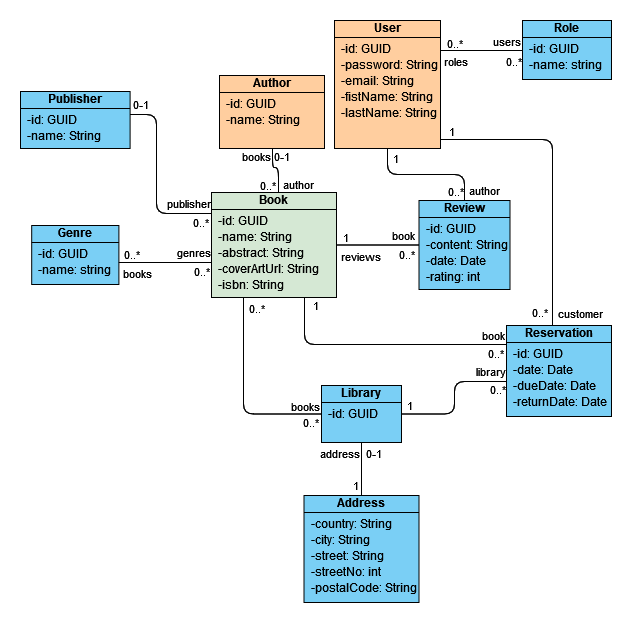 User
-id: GUID
-password: String
-email: String
-fistName: String
-lastName: String
0..*
users
roles
0..*
Role
-id: GUID
-name: string
Author
-id: GUID
-name: String
Publisher
-id: GUID
-name: String
0-1
books 0-1
0..* author
1
1
0..* author
publisher
0..*
Book
-id: GUID
-name: String
-abstract: String
-coverArtUrl: String
-isbn: String
Review
-id: GUID
-content: String
-date: Date
-rating: int
Genre
-id: GUID
-name: string
0..*
books
genres
0..*
1
reviews
book
0..*
0..*
1
0..* customer
Reservation
-id: GUID
-date: Date
-dueDate: Date
-returnDate: Date
book
0..*
library
0..*
Library
-id: GUID
books
0..*
1
address 0-1
1
Address
-country: String
-city: String
-street: String
-streetNo: int
-postalCode: String